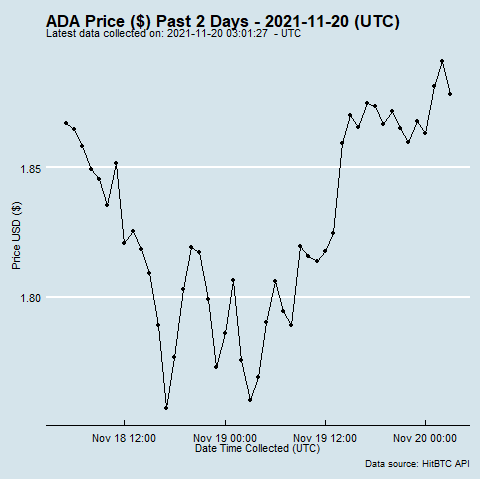 ADA Price ($) Past 2 Days - 2021-11-20 (UTC)
Latest data collected on: 2021-11-20 03:01:27  - UTC
1.85
Price USD ($)
1.80
Nov 18 12:00
Nov 19 00:00
Nov 19 12:00
Nov 20 00:00
Date Time Collected (UTC)
Data source: HitBTC API